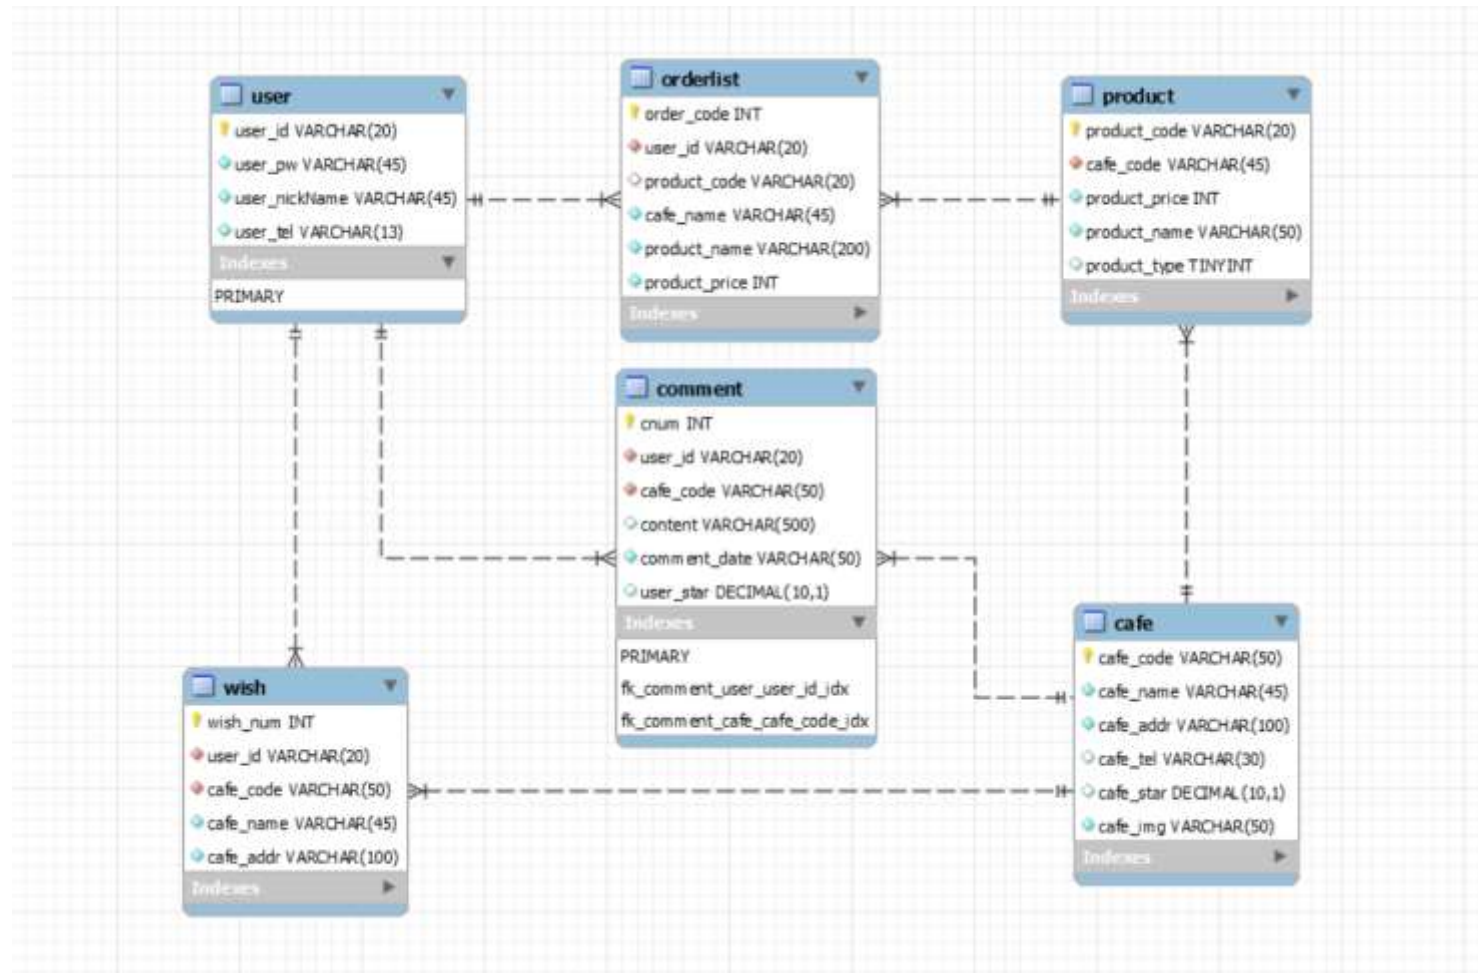 user
user_id VARCHAR(20)
user_pw VARCHAR(45)
user_nickName VARCHAR(45)
user_tel VARCHAR(13)
Indexes
PRIMARY
orderlist
order_code INT
user_id VARCHAR(20)
product_code VARCHAR(20)
cafe_name VARCHAR(45)
product_name VARCHAR(200)
product_price INT
Indexes
product
product_code VARCHAR(20)
cafe_code VARCHAR(45)
product_price INT
product_name VARCHAR(50)
product_type TINYINT
Indexes
comment
cnum INT
user_id VARCHAR(20)
cafe_code VARCHAR(50)
content VARCHAR(500)
comment_date VARCHAR(50)
user_star DECIMAL(10,1)
Indexes
PRIMARY
fk_comment_user_user_id_idx
fk_comment_cafe_cafe_code_idx
cafe
cafe_code VARCHAR(50)
cafe_name VARCHAR(45)
cafe_addr VARCHAR(100)
cafe_tel VARCHAR(30)
cafe_star DECIMAL(10,1)
cafe_img VARCHAR(50)
Indexes
wish
wish_num INT
user_id VARCHAR(20)
cafe_code VARCHAR(50)
cafe_name VARCHAR(45)
cafe_addr VARCHAR(100)
Indexes